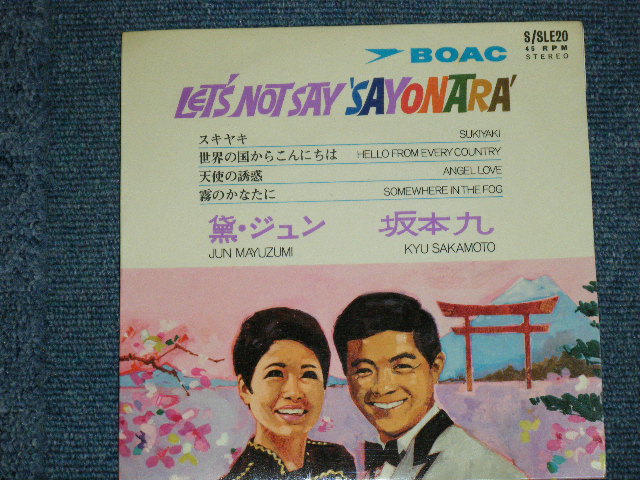 S/SLE20
45 RPM
STEREO
BOAC
LET'S NOT SAY 'SAYONARA'
スキヤキ SUKIYAKI
世界の国からこんにちは HELLO FROM EVERY COUNTRY
天使の誘惑 ANGEL LOVE
霧のかなたに SOMEWHERE IN THE FOG
黛・ジュン 坂本九
JUN MAYUZUMI KYU SAKAMOTO